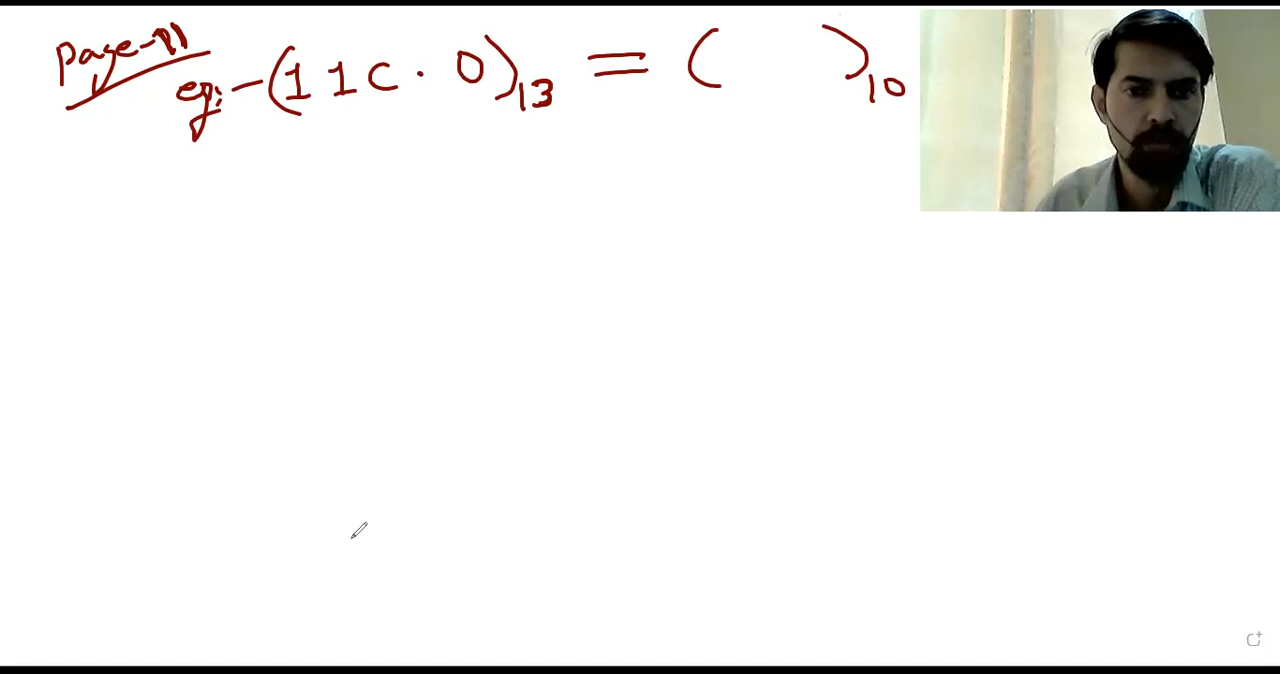 Page-11
eg:- (11C.0)13 = ( )10